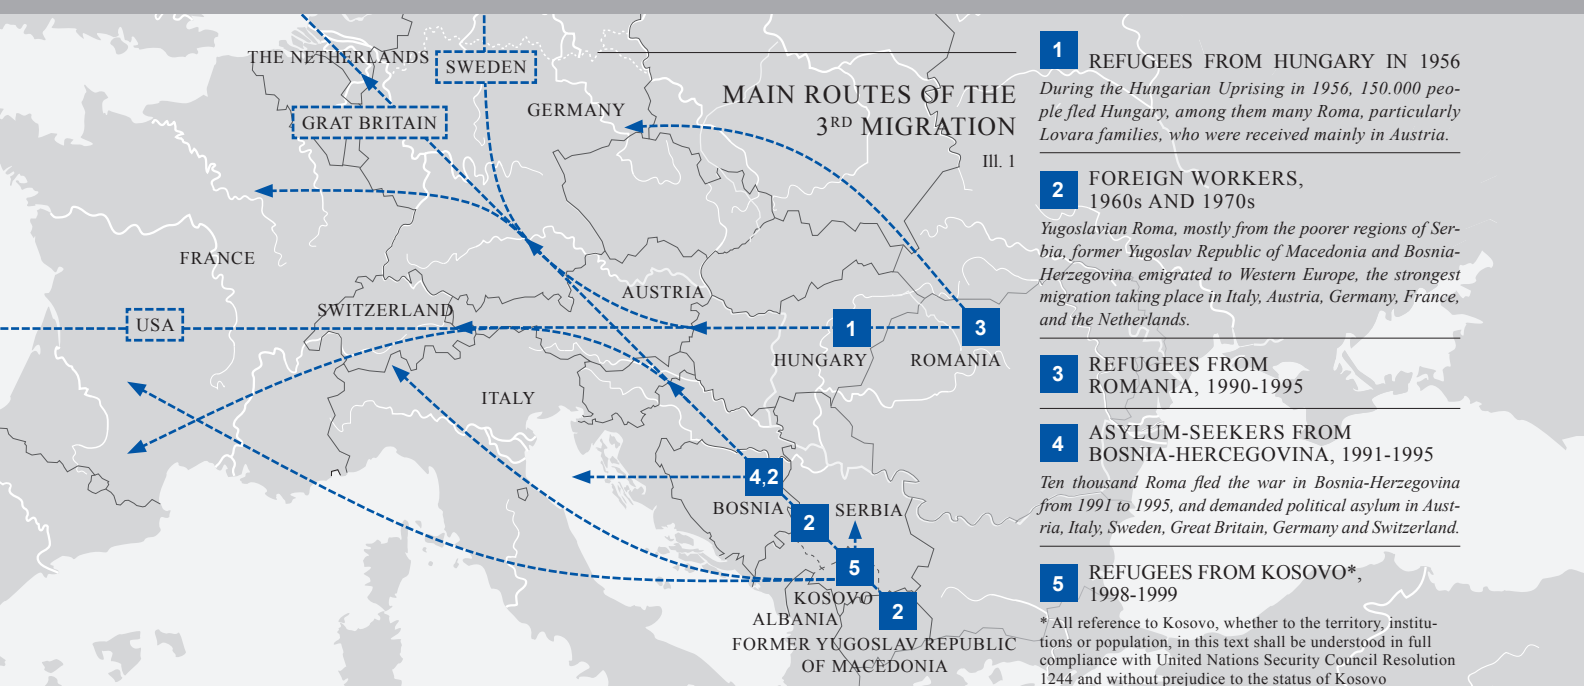 THE NETHERLANDS
SWEDEN
GRAT BRITAIN
GERMANY
MAIN ROUTES OF THE
3RD MIGRATION
Ill. 1
FRANCE
SWITZERLAND
AUSTRIA
USA
1
3
HUNGARY
ROMANIA
ITALY
4,2
BOSNIA
SERBIA
2
5
KOSOVO
2
ALBANIA
FORMER YUGOSLAV REPUBLIC
OF MACEDONIA
1
REFUGEES FROM HUNGARY IN 1956
During the Hungarian Uprising in 1956, 150.000 peo-
ple fled Hungary, among them many Roma, particularly
Lovara families, who were received mainly in Austria.
2
FOREIGN WORKERS,
1960s AND 1970s
Yugoslavian Roma, mostly from the poorer regions of Ser-
bia, former Yugoslav Republic of Macedonia and Bosnia-
Herzegovina emigrated to Western Europe, the strongest
migration taking place in Italy, Austria, Germany, France,
and the Netherlands.
3
REFUGEES FROM
ROMANIA, 1990-1995
4
ASYLUM-SEEKERS FROM
BOSNIA-HERCEGOVINA, 1991-1995
Ten thousand Roma fled the war in Bosnia-Herzegovina
from 1991 to 1995, and demanded political asylum in Aust-
ria, Italy, Sweden, Great Britain, Germany and Switzerland.
5
REFUGEES FROM KOSOVO*,
1998-1999
* All reference to Kosovo, whether to the territory, institu-
tions or population, in this text shall be understood in full
compliance with United Nations Security Council Resolution
1244 and without prejudice to the status of Kosovo